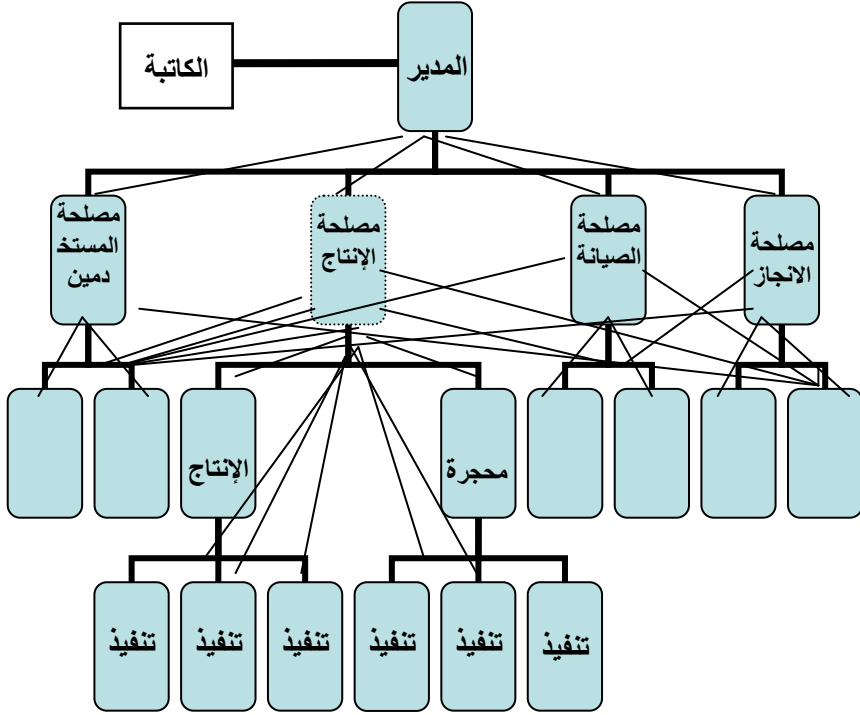 المدير
الكاتبة
مصلحة
الانجاز
مصلحة
الصيانة
مصلحة
الإنتاج
مصلحة
المستخ
دمين
محجرة
الإنتاج
تنفيذ
تنفيذ
تنفيذ
تنفيذ
تنفيذ
تنفيذ